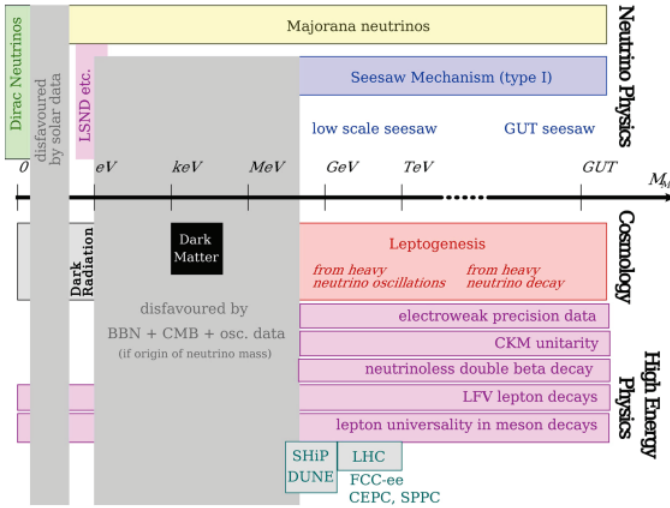 Majorana neutrinos
Neutrino Physics
Dirac Neutrinos
disfavoured
by solar data
LSND etc.
Seesaw Mechanism (type I)
low scale seesaw
GUT seesaw
0
eV
keV
MeV
GeV
TeV
GUT
M_M
Cosmology
Dark
Radiation
Dark
Matter
Leptogenesis
from heavy
neutrino oscillations
from heavy
neutrino decay
disfavoured by
BBN + CMB + osc. data
(if origin of neutrino mass)
High Energy
Physics
electroweak precision data
CKM unitarity
neutrinoless double beta decay
LFV lepton decays
lepton universality in meson decays
SHiP
DUNE
LHC
FCC-ee
CEPC, SPPC